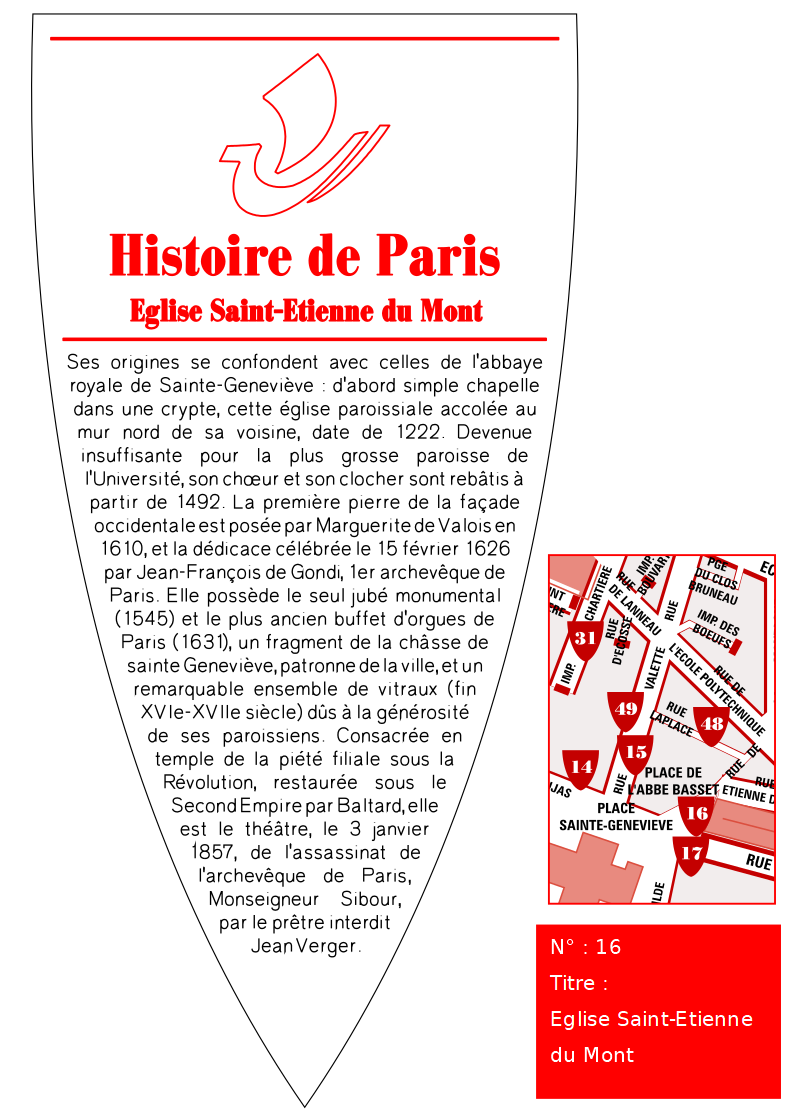 Histoire de Paris
Eglise Saint-Etienne du Mont
Ses origines se confondent avec celles de l'abbaye
royale de Sainte-Geneviève : d'abord simple chapelle
dans une crypte, cette église paroissiale accolée au
mur nord de sa voisine, date de 1222. Devenue
insuffisante pour la plus grosse paroisse de
l'Université, son chœur et son clocher sont rebâtis à
partir de 1492. La première pierre de la façade
occidentale est posée par Marguerite de Valois en
1610, et la dédicace célébrée le 15 février 1626
par Jean-François de Gondi, 1er archevêque de
Paris. Elle possède le seul jubé monumental
(1545) et le plus ancien buffet d'orgues de
Paris (1631), un fragment de la châsse de
sainte Geneviève, patronne de la ville, et un
remarquable ensemble de vitraux (fin
XVIe-XVIIe siècle) dûs à la générosité
de ses paroissiens. Consacrée en
temple de la piété filiale sous la
Révolution, restaurée sous le
Second Empire par Baltard, elle
est le théâtre, le 3 janvier
1857, de l'assassinat de
l'archevêque de Paris,
Monseigneur Sibour,
par le prêtre interdit
Jean Verger.
CHARTIERE
RUE
DE LANNEAU
IMP.
BOUVART
PGE
DU CLOS
BRUNEAU
EC
NT
RE
31
IMP.
RUE
D'ECOSSE
RUE
VALETTE
IMP DES
BOEUFS
RUE DE
L'ECOLE POLYTECHNIQUE
49
RUE
LAPLACE
48
15
14
RUE DE
RUE
ETIENNE D
JAS
RUE
PLACE DE
L'ABBE BASSET
PLACE
SAINTE-GENEVIEVE
16
17
RUE
ILDE
N° : 16
Titre :
Eglise Saint-Etienne
du Mont